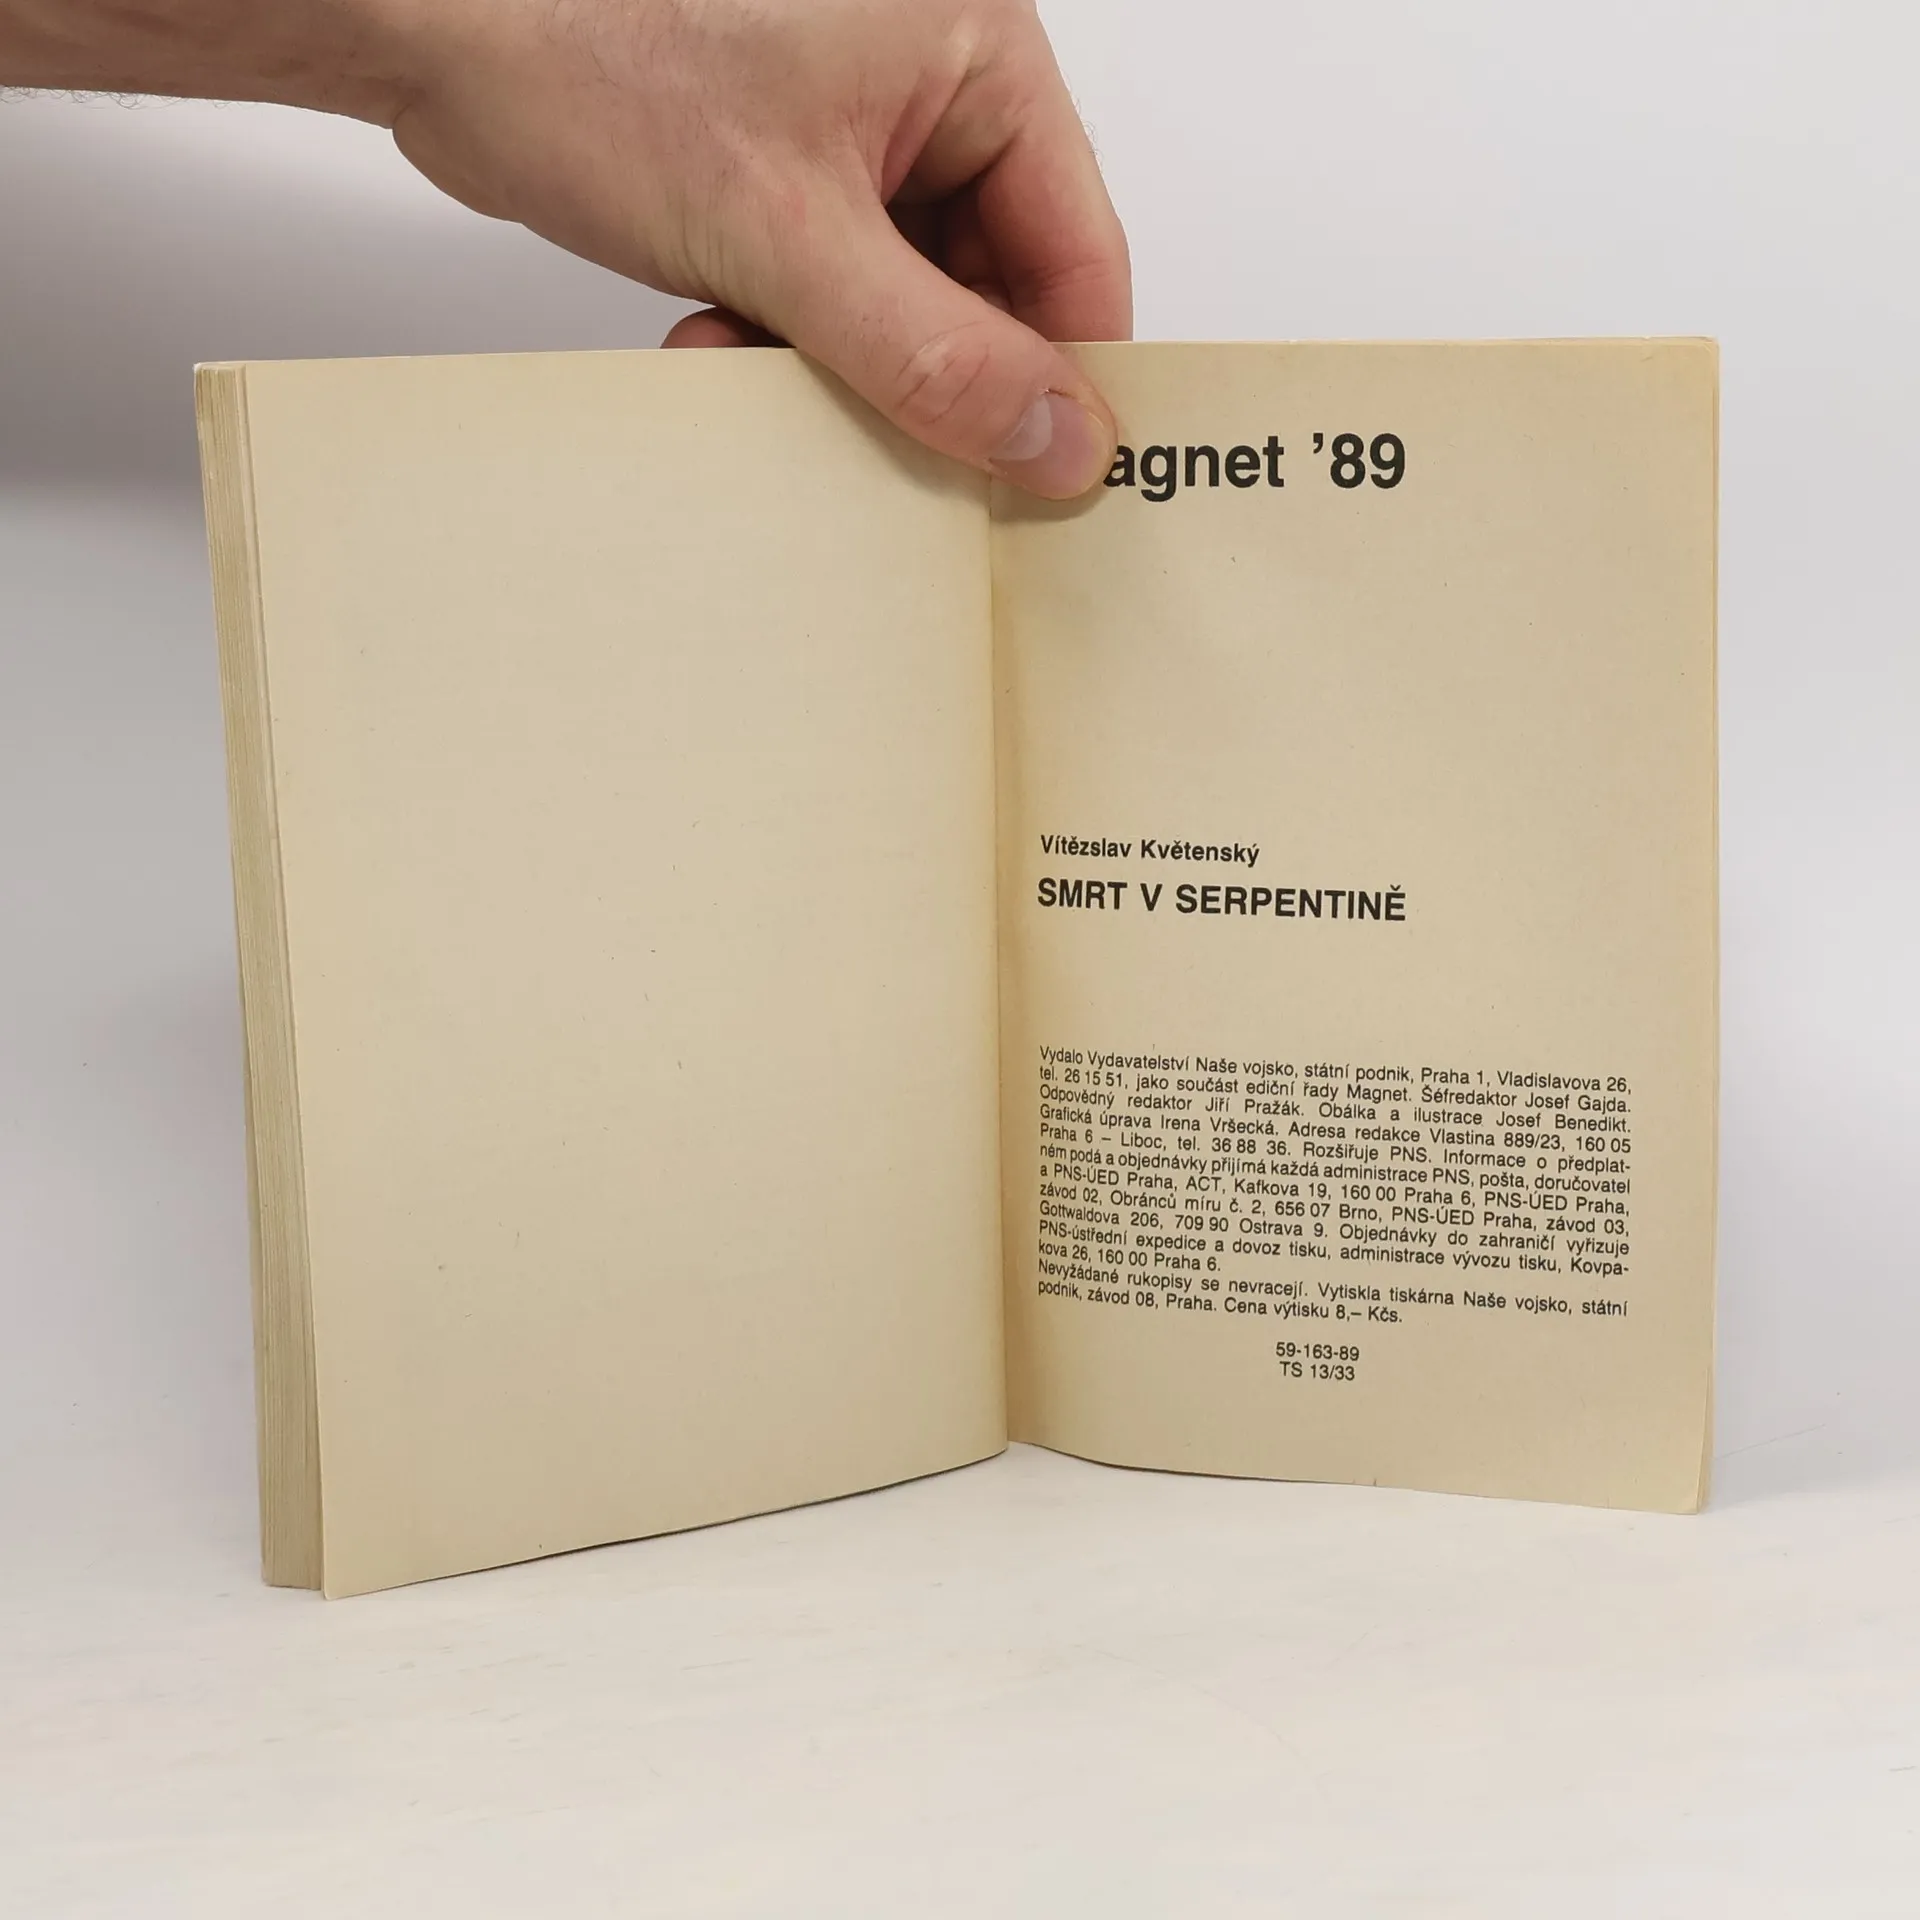 agnet ’89
Vítězslav Květenský
SMRT V SERPENTINĚ
Vydalo Vydavatelství Naše vojsko, státní podnik, Praha 1, Vladislavova 26,
tel. 26 15 51, jako součást ediční řady Magnet. Šéfredaktor Josef Gajda.
Odpovědný redaktor Jiří Pražák. Obálka a ilustrace Josef Benedikt.
Grafická úprava Irena Vršecká. Adresa redakce Vlastina 889/23, 160 05
Praha 6 – Liboc, tel. 36 88 36. Rozšiřuje PNS. Informace o předplat-
ném podá a objednávky přijímá každá administrace PNS, pošta, doručovatel
a PNS-ÚED Praha, ACT, Kafkova 19, 160 00 Praha 6, PNS-ÚED Praha,
závod 02, Obránců míru č. 2, 656 07 Brno, PNS-ÚED Praha, závod 03,
Gottwaldova 206, 709 90 Ostrava 9. Objednávky do zahraničí vyřizuje
PNS-ústřední expedice a dovoz tisku, administrace vývozu tisku, Kovpa-
kova 26, 160 00 Praha 6.
Nevyžádané rukopisy se nevracejí. Vytiskla tiskárna Naše vojsko, státní
podnik, závod 08, Praha. Cena výtisku 8,– Kčs.
59-163-89
TS 13/33